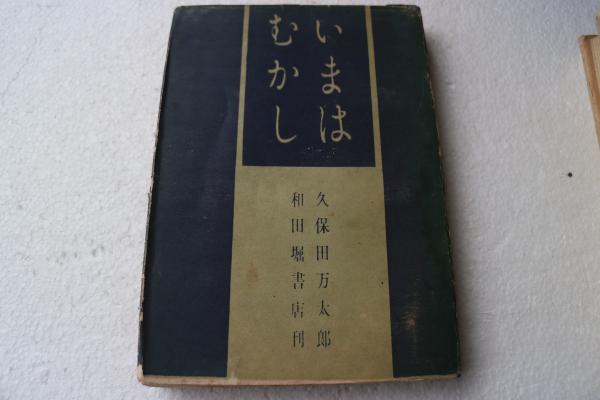 いまは
むかし
久保田万太郎
和田堀書店刊